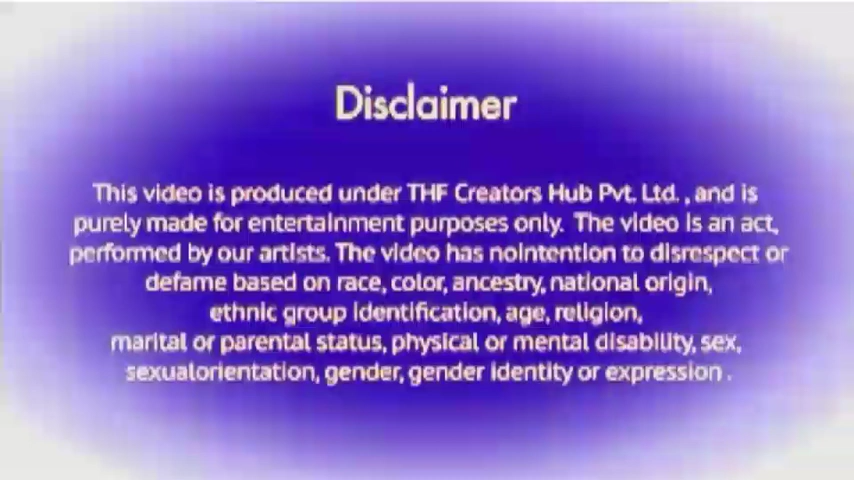 Disclaimer
This video is produced under THF Creators Hub Pvt. Ltd. , and is
purely made for entertainment purposes only. The video is an act,
performed by our artists. The video has nointention to disrespect or
defame based on race, color, ancestry, national origin,
ethnic group identification, age, religion,
marital or parental status, physical or mental disability, sex,
sexualorientation, gender, gender identity or expression .